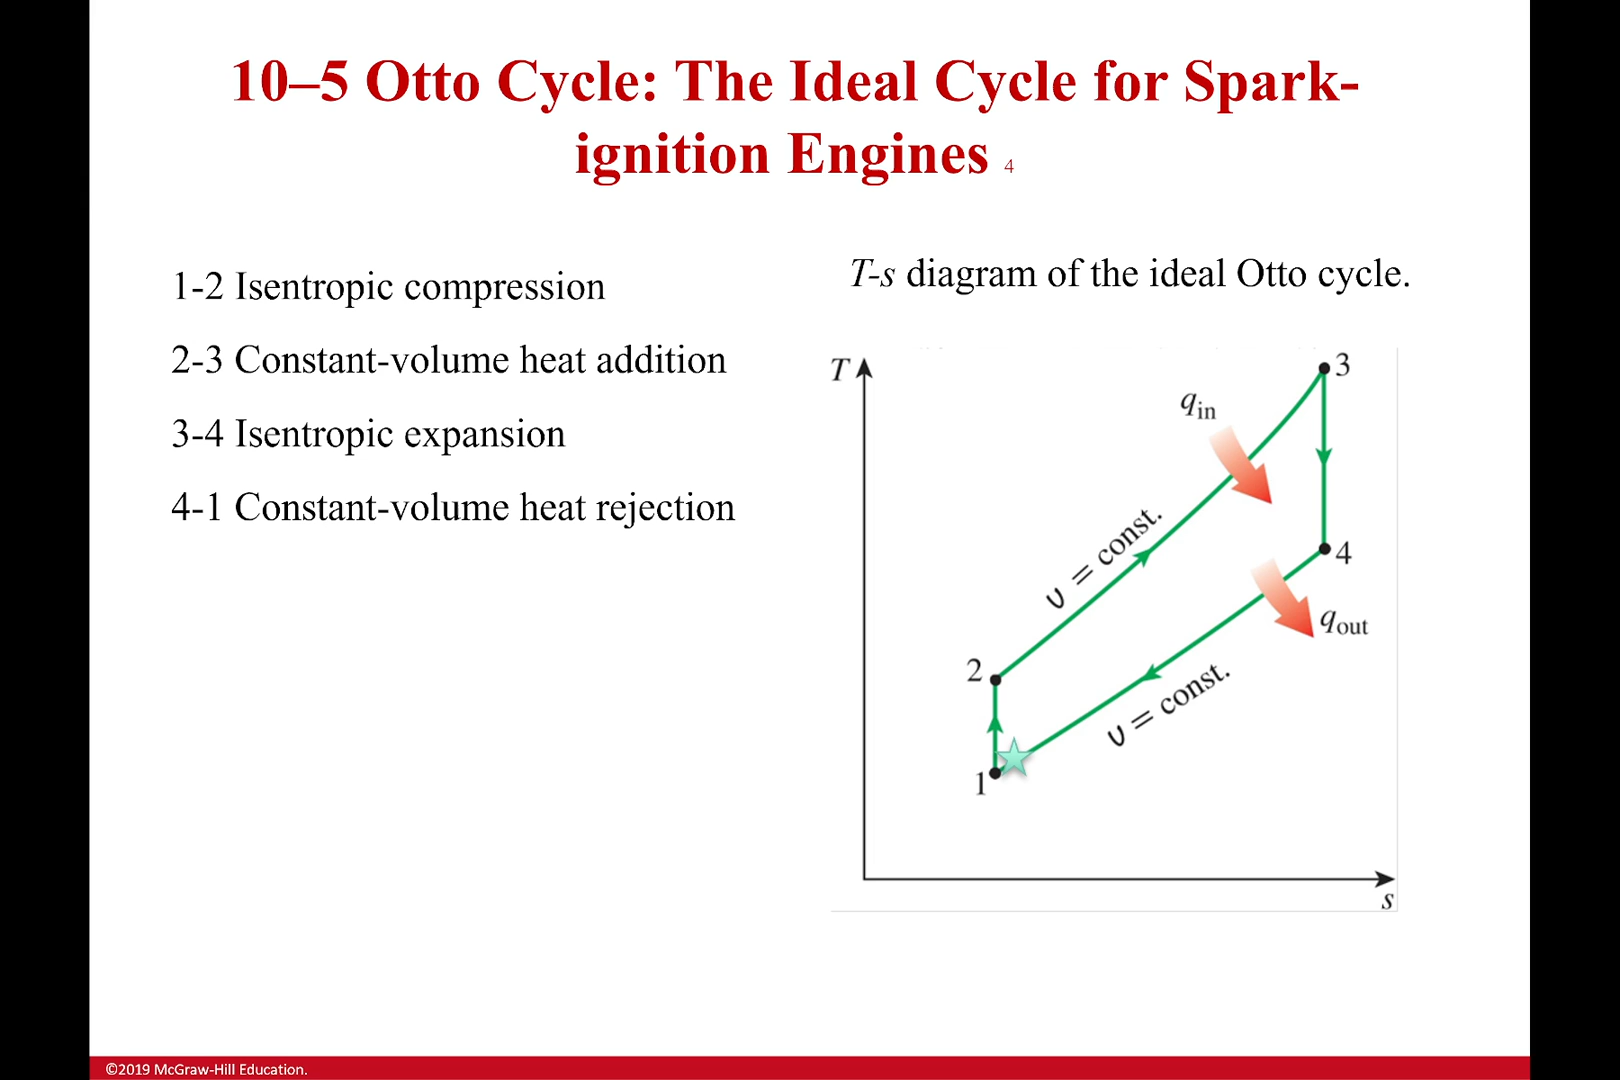 10–5 Otto Cycle: The Ideal Cycle for Spark-
ignition Engines 4
1-2 Isentropic compression
2-3 Constant-volume heat addition
3-4 Isentropic expansion
4-1 Constant-volume heat rejection
T-s diagram of the ideal Otto cycle.
T
3
qin
υ = const.
4
qout
2
υ = const.
1
s
©2019 McGraw-Hill Education.